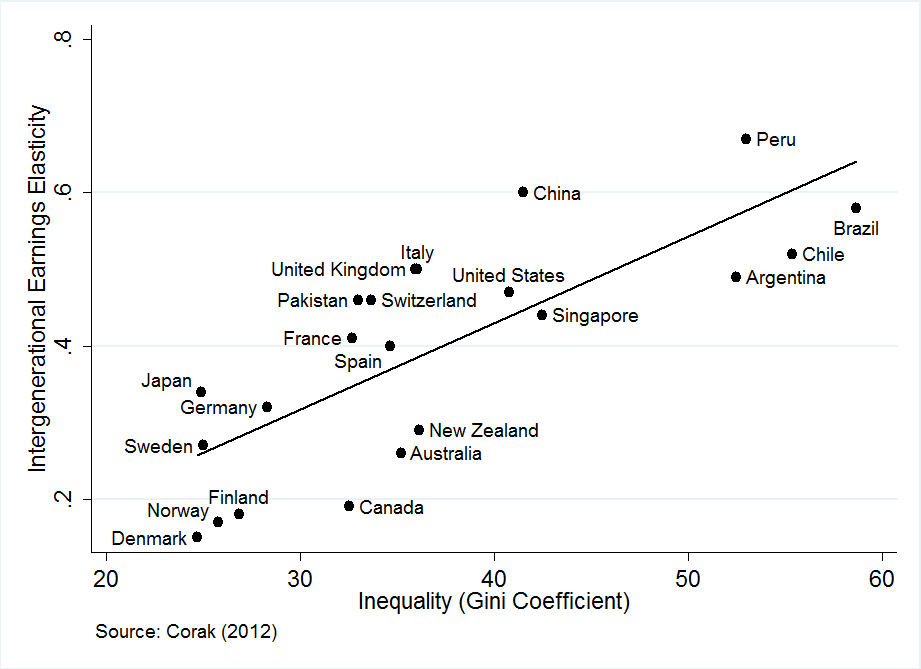 .8
Intergenerational Earnings Elasticity
Peru
.6
China
Brazil
Italy
Chile
United Kingdom
United States
Argentina
Pakistan
Switzerland
Singapore
France
.4
Spain
Japan
Germany
New Zealand
Sweden
Australia
.2
Finland
Norway
Canada
Denmark
20 30 40 50 60
Inequality (Gini Coefficient)
Source: Corak (2012)